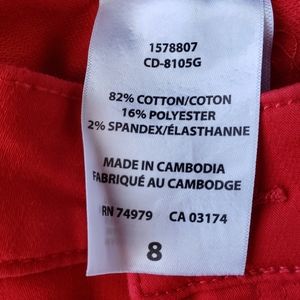 1578807
CD-8105G
82% COTTON/COTON
16% POLYESTER
2% SPANDEX/ÉLASTHANNE
MADE IN CAMBODIA
FABRIQUÉ AU CAMBODGE
RN 74979 CA 03174
8